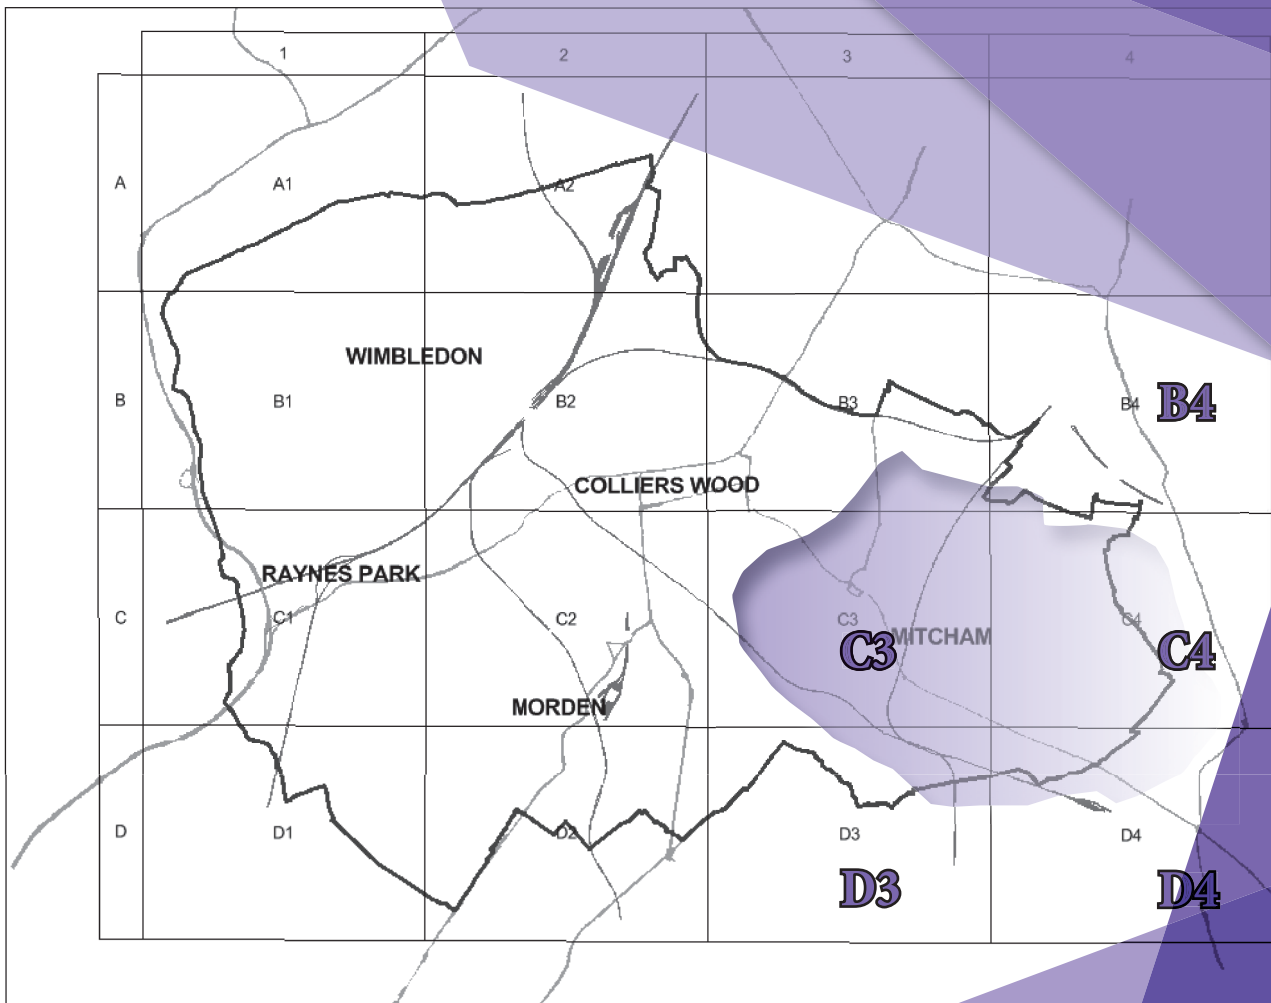 1 2 3 4
A A1 A2
WIMBLEDON
B B1 B2 B3 B4 B4
COLLIERS WOOD
RAYNES PARK
C C1 C2 C3 C4
C3 MITCHAM C4
MORDEN
D D1 D2 D3 D4
D3 D4